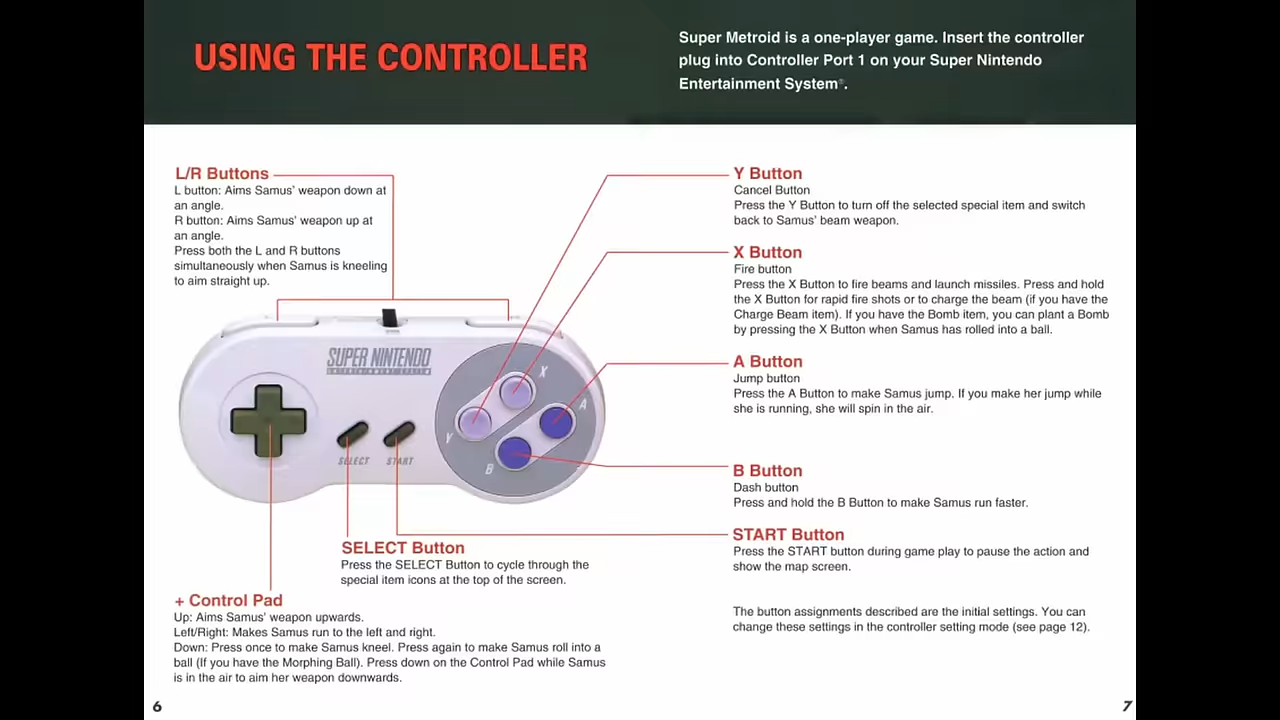 USING THE CONTROLLER
Super Metroid is a one-player game. Insert the controller
plug into Controller Port 1 on your Super Nintendo
Entertainment System®.
L/R Buttons
L button: Aims Samus' weapon down at
an angle.
R button: Aims Samus' weapon up at
an angle.
Press both the L and R buttons
simultaneously when Samus is kneeling
to aim straight up.
SUPER NINTENDO
ENTERTAINMENT SYSTEM
X
A
Y
B
SELECT
START
SELECT Button
Press the SELECT Button to cycle through the
special item icons at the top of the screen.
+ Control Pad
Up: Aims Samus' weapon upwards.
Left/Right: Makes Samus run to the left and right.
Down: Press once to make Samus kneel. Press again to make Samus roll into a
ball (If you have the Morphing Ball). Press down on the Control Pad while Samus
is in the air to aim her weapon downwards.
6
Y Button
Cancel Button
Press the Y Button to turn off the selected special item and switch
back to Samus' beam weapon.
X Button
Fire button
Press the X Button to fire beams and launch missiles. Press and hold
the X Button for rapid fire shots or to charge the beam (if you have the
Charge Beam item). If you have the Bomb item, you can plant a Bomb
by pressing the X Button when Samus has rolled into a ball.
A Button
Jump button
Press the A Button to make Samus jump. If you make her jump while
she is running, she will spin in the air.
B Button
Dash button
Press and hold the B Button to make Samus run faster.
START Button
Press the START button during game play to pause the action and
show the map screen.
The button assignments described are the initial settings. You can
change these settings in the controller setting mode (see page 12).
7